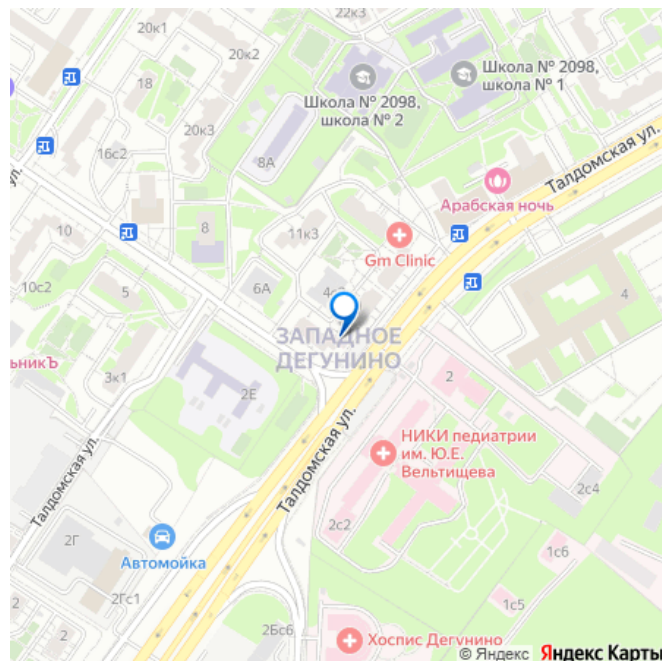 22к3
20к1
20к2
18
Школа № 2098,
школа № 1
Школа № 2098,
школа № 2
20к3
16с2
8А
Талдомская ул.
Арабская ночь
ул.
10
8
11к3
Gm Clinic
10с2
5
6А
4
ЗАПАДНОЕ
ДЕГУНИНО
льникЪ
3к1
2Е
2
НИКИ педиатрии
им. Ю.Е.
Вельтищева
Талдомская ул.
Талдомская ул.
2с4
2с2
2Г
Автомойка
1с6
2Гс1
1с5
2
2
2Бс6
Хоспис Дегунино
© Яндекс Яндекс Карты